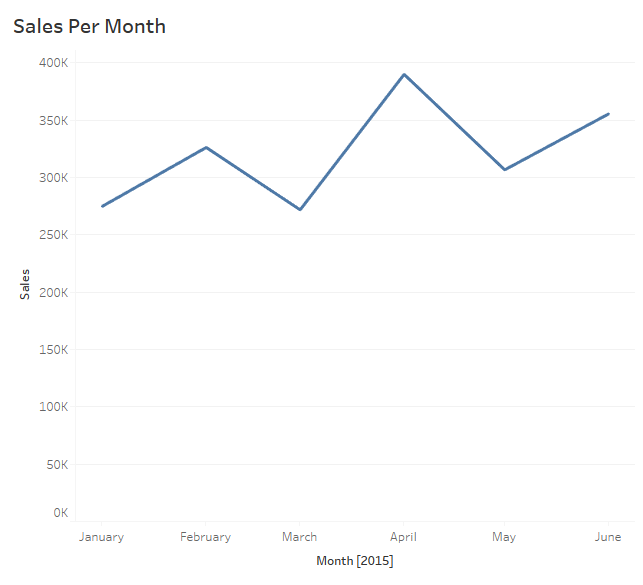 Sales Per Month
400K
350K
300K
250K
200K
150K
100K
50K
0K
Sales
January February March April May June
Month [2015]